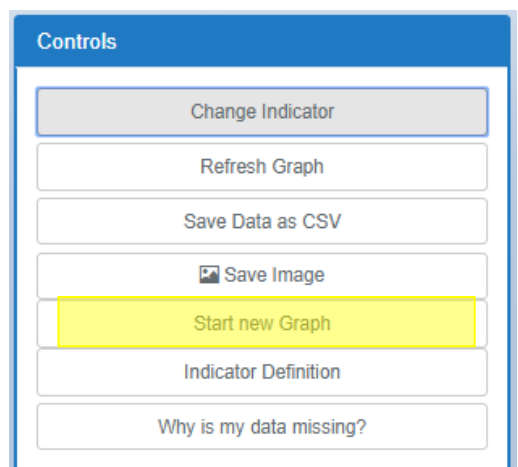 Controls
Change Indicator
Refresh Graph
Save Data as CSV
Save Image
Start new Graph
Indicator Definition
Why is my data missing?